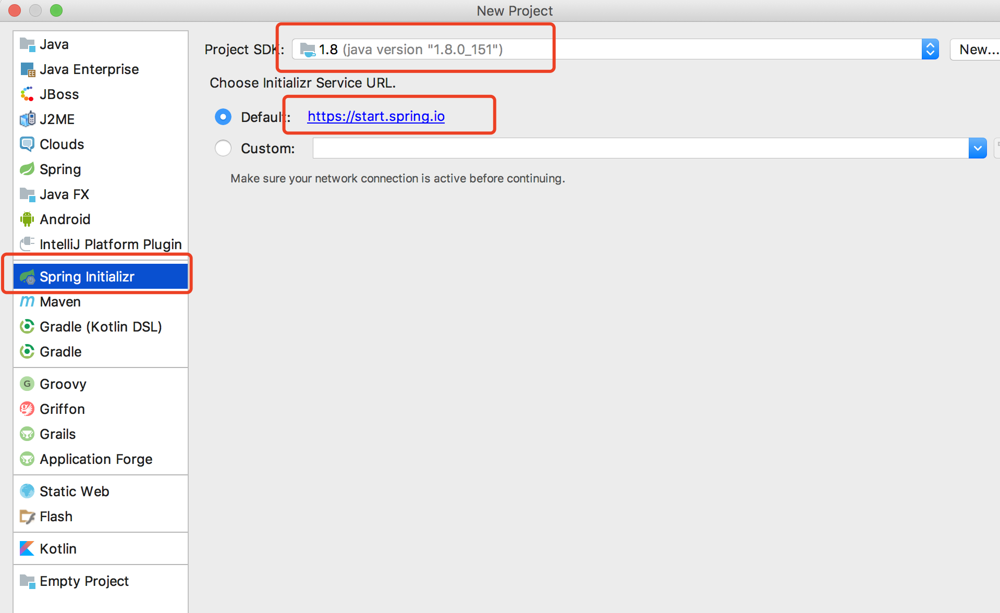 New Project
Java
Java Enterprise
JBoss
J2ME
Clouds
Spring
Java FX
Android
IntelliJ Platform Plugin
Spring Initializr
Maven
Gradle (Kotlin DSL)
Gradle
Groovy
Griffon
Grails
Application Forge
Static Web
Flash
Kotlin
Empty Project
Project SDK: 1.8 (java version "1.8.0_151") New...
Choose Initializr Service URL.
Default: https://start.spring.io
Custom:
Make sure your network connection is active before continuing.